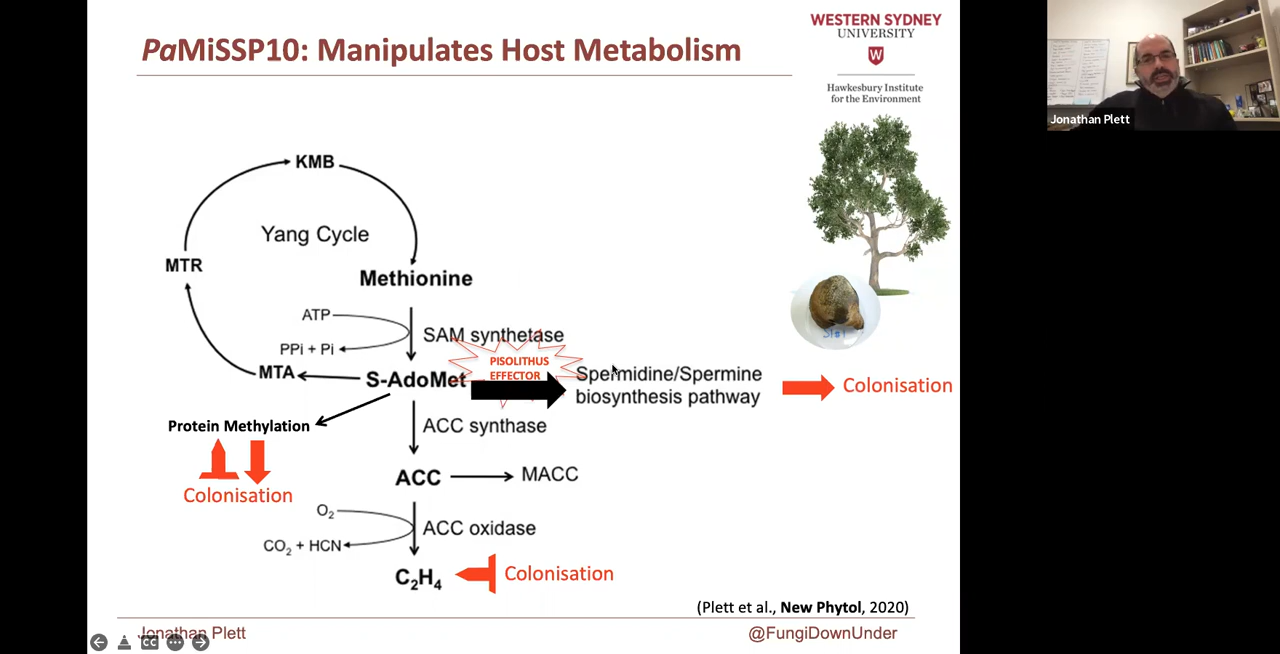 PaMiSSP10: Manipulates Host Metabolism
WESTERN SYDNEY
UNIVERSITY
W
Hawkesbury Institute
for the Environment
Jonathan Plett
KMB
Yang Cycle
MTR
Methionine
ATP
SAM synthetase
PPi + Pi
PISOLITHUS
EFFECTOR
MTA
S-AdoMet
Spermidine/Spermine
biosynthesis pathway
Colonisation
Protein Methylation
ACC synthase
ACC
MACC
Colonisation
O₂
ACC oxidase
CO₂ + HCN
C₂H₄
Colonisation
(Plett et al., New Phytol, 2020)
Jonathan Plett
@FungiDownUnder
CC